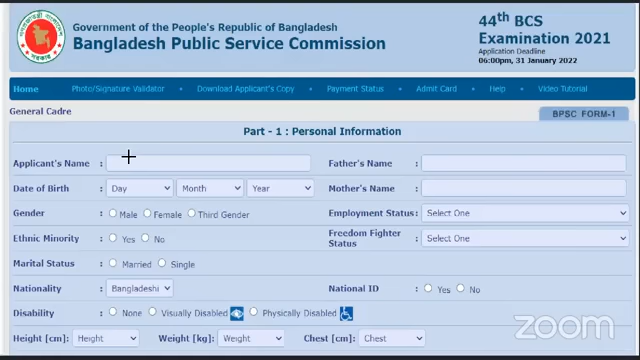 Government of the People's Republic of Bangladesh
Bangladesh Public Service Commission
44th BCS
Examination 2021
Application Deadline
06:00pm, 31 January 2022
Home Photo/Signature Validator Download Applicant's Copy Payment Status Admit Card Help Video Tutorial
General Cadre
BPSC FORM-1
Part - 1 : Personal Information
Applicant's Name : Father's Name :
Date of Birth : Day Month Year Mother's Name :
Gender : Male Female Third Gender Employment Status : Select One
Ethnic Minority : Yes No Freedom Fighter Status : Select One
Marital Status : Married Single
Nationality : Bangladeshi National ID : Yes No
Disability : None Visually Disabled Physically Disabled
Height [cm] : Height Weight [kg] : Weight Chest [cm] : Chest
zoom